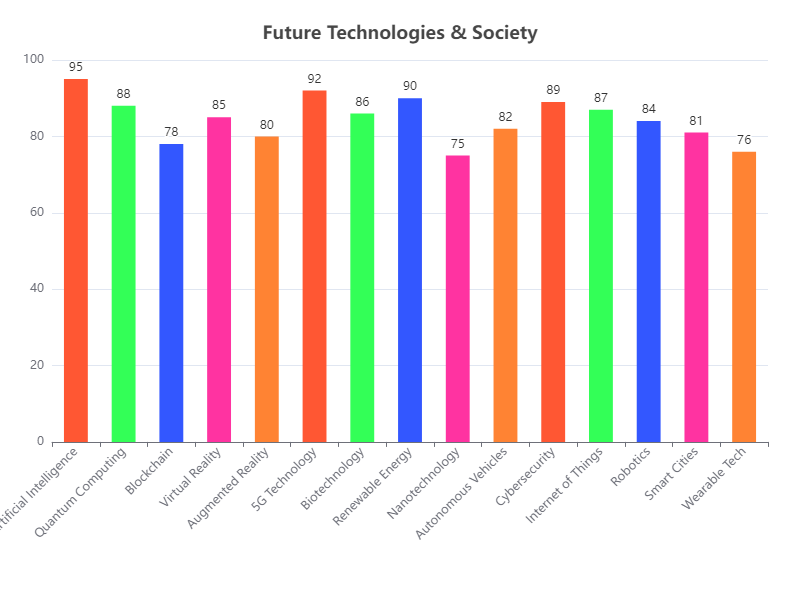 Future Technologies & Society
100
80
60
40
20
0
95
88
78
85
80
92
86
90
75
82
89
87
84
81
76
Intelligence
Quantum Computing
Blockchain
Virtual Reality
Augmented Reality
5G Technology
Biotechnology
Renewable Energy
Nanotechnology
Autonomous Vehicles
Cybersecurity
Internet of Things
Robotics
Smart Cities
Wearable Tech